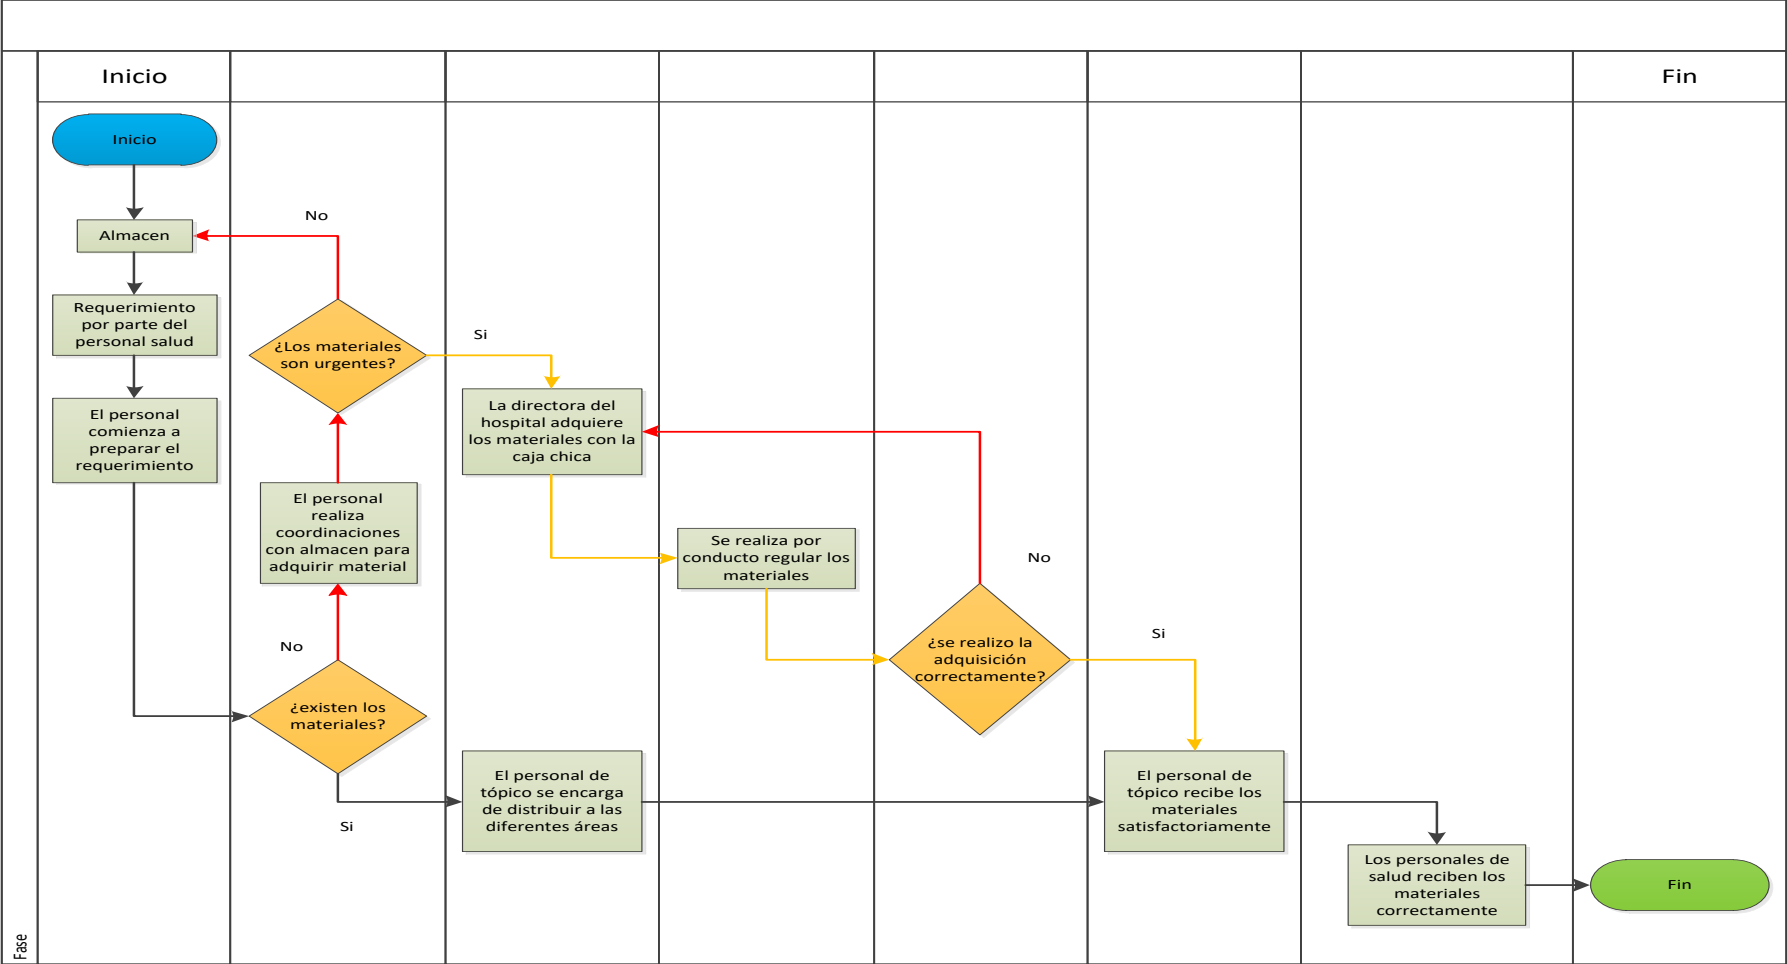 Inicio
Fin
Inicio
Almacen
Requerimiento
por parte del
personal salud
El personal
comienza a
preparar el
requerimiento
No
¿Los materiales
son urgentes?
Si
El personal
realiza
coordinaciones
con almacen para
adquirir material
No
¿existen los
materiales?
Si
La directora del
hospital adquiere
los materiales con la
caja chica
El personal de
tópico se encarga
de distribuir a las
diferentes áreas
Se realiza por
conducto regular los
materiales
No
¿se realizo la
adquisición
correctamente?
Si
El personal de
tópico recibe los
materiales
satisfactoriamente
Los personales de
salud reciben los
materiales
correctamente
Fin
Fase